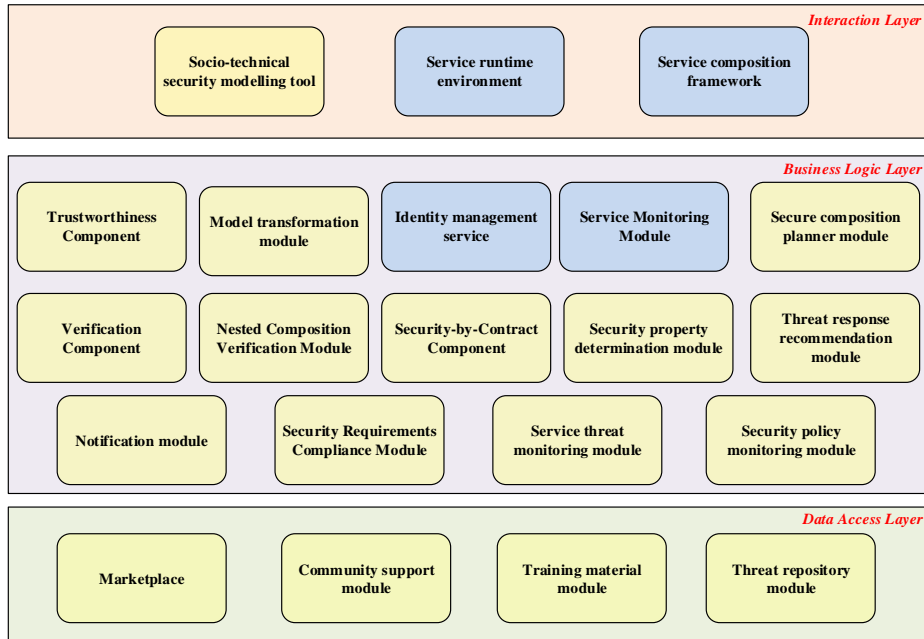 Interaction Layer
Socio-technical
security modelling tool
Service runtime
environment
Service composition
framework
Business Logic Layer
Trustworthiness
Component
Model transformation
module
Identity management
service
Service Monitoring
Module
Secure composition
planner module
Verification
Component
Nested Composition
Verification Module
Security-by-Contract
Component
Security property
determination module
Threat response
recommendation
module
Notification module
Security Requirements
Compliance Module
Service threat
monitoring module
Security policy
monitoring module
Data Access Layer
Marketplace
Community support
module
Training material
module
Threat repository
module